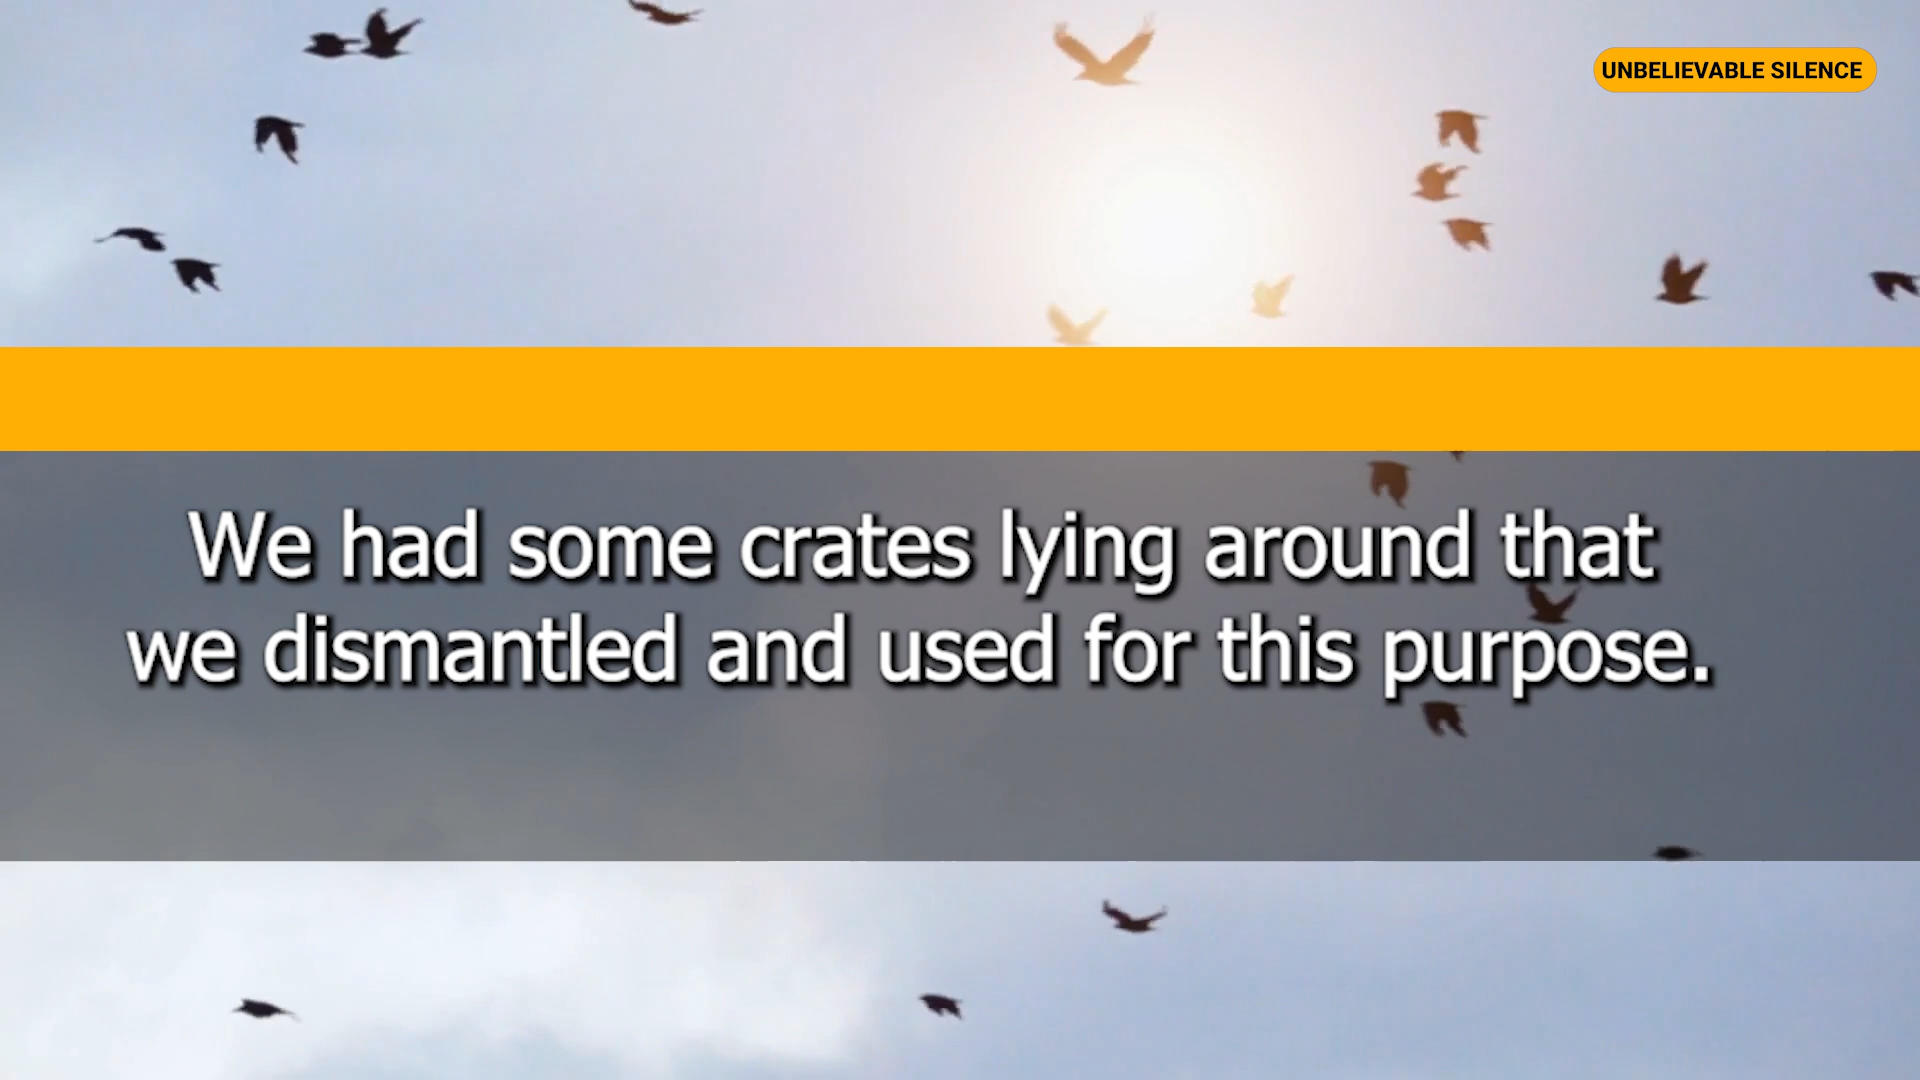 UNBELIEVABLE SILENCE
We had some crates lying around that
we dismantled and used for this purpose.